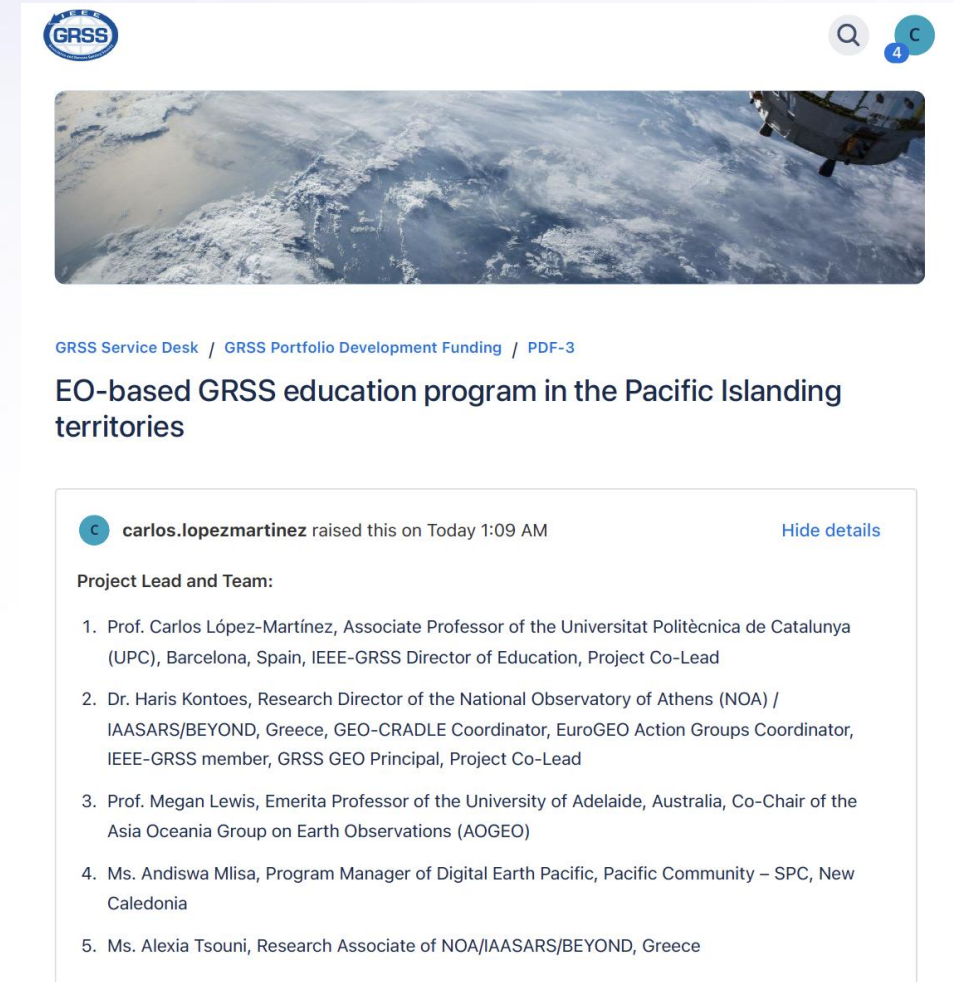 IEEE
GRSS
C
4
GRSS Service Desk / GRSS Portfolio Development Funding / PDF-3
EO-based GRSS education program in the Pacific Islanding
territories
C
carlos.lopezmartinez raised this on Today 1:09 AM
Hide details
Project Lead and Team:
1. Prof. Carlos López-Martínez, Associate Professor of the Universitat Politècnica de Catalunya
(UPC), Barcelona, Spain, IEEE-GRSS Director of Education, Project Co-Lead
2. Dr. Haris Kontoes, Research Director of the National Observatory of Athens (NOA) /
IAASARS/BEYOND, Greece, GEO-CRADLE Coordinator, EuroGEO Action Groups Coordinator,
IEEE-GRSS member, GRSS GEO Principal, Project Co-Lead
3. Prof. Megan Lewis, Emerita Professor of the University of Adelaide, Australia, Co-Chair of the
Asia Oceania Group on Earth Observations (AOGEO)
4. Ms. Andiswa Mlisa, Program Manager of Digital Earth Pacific, Pacific Community – SPC, New
Caledonia
5. Ms. Alexia Tsouni, Research Associate of NOA/IAASARS/BEYOND, Greece